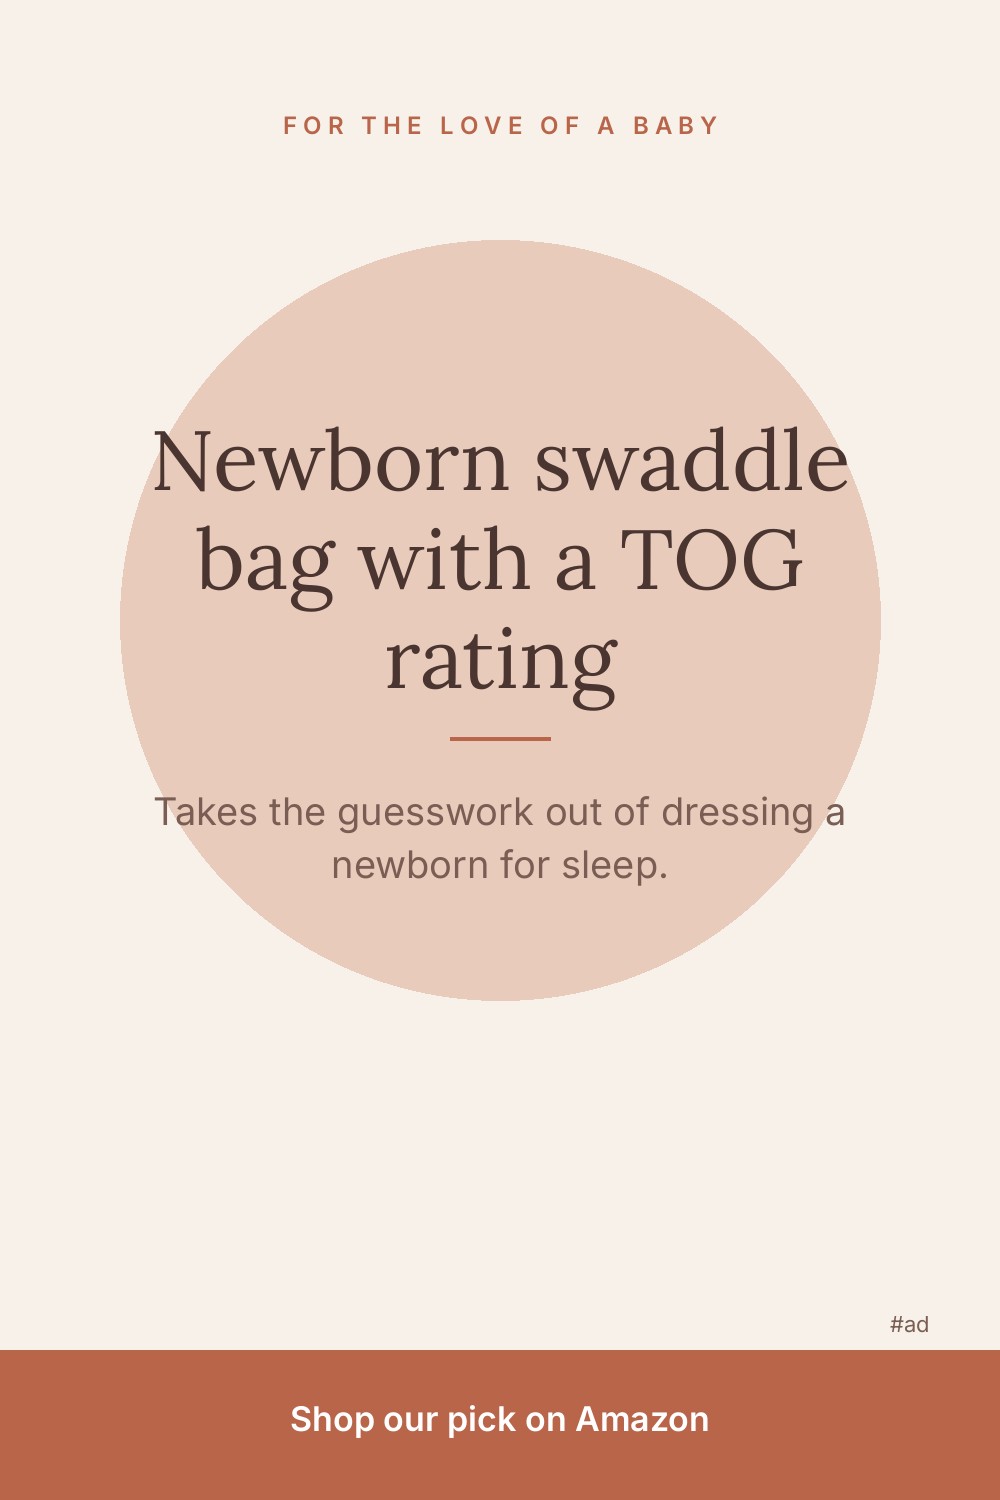 FOR THE LOVE OF A BABY
Newborn swaddle
bag with a TOG
rating
Takes the guesswork out of dressing a
newborn for sleep.
#ad
Shop our pick on Amazon